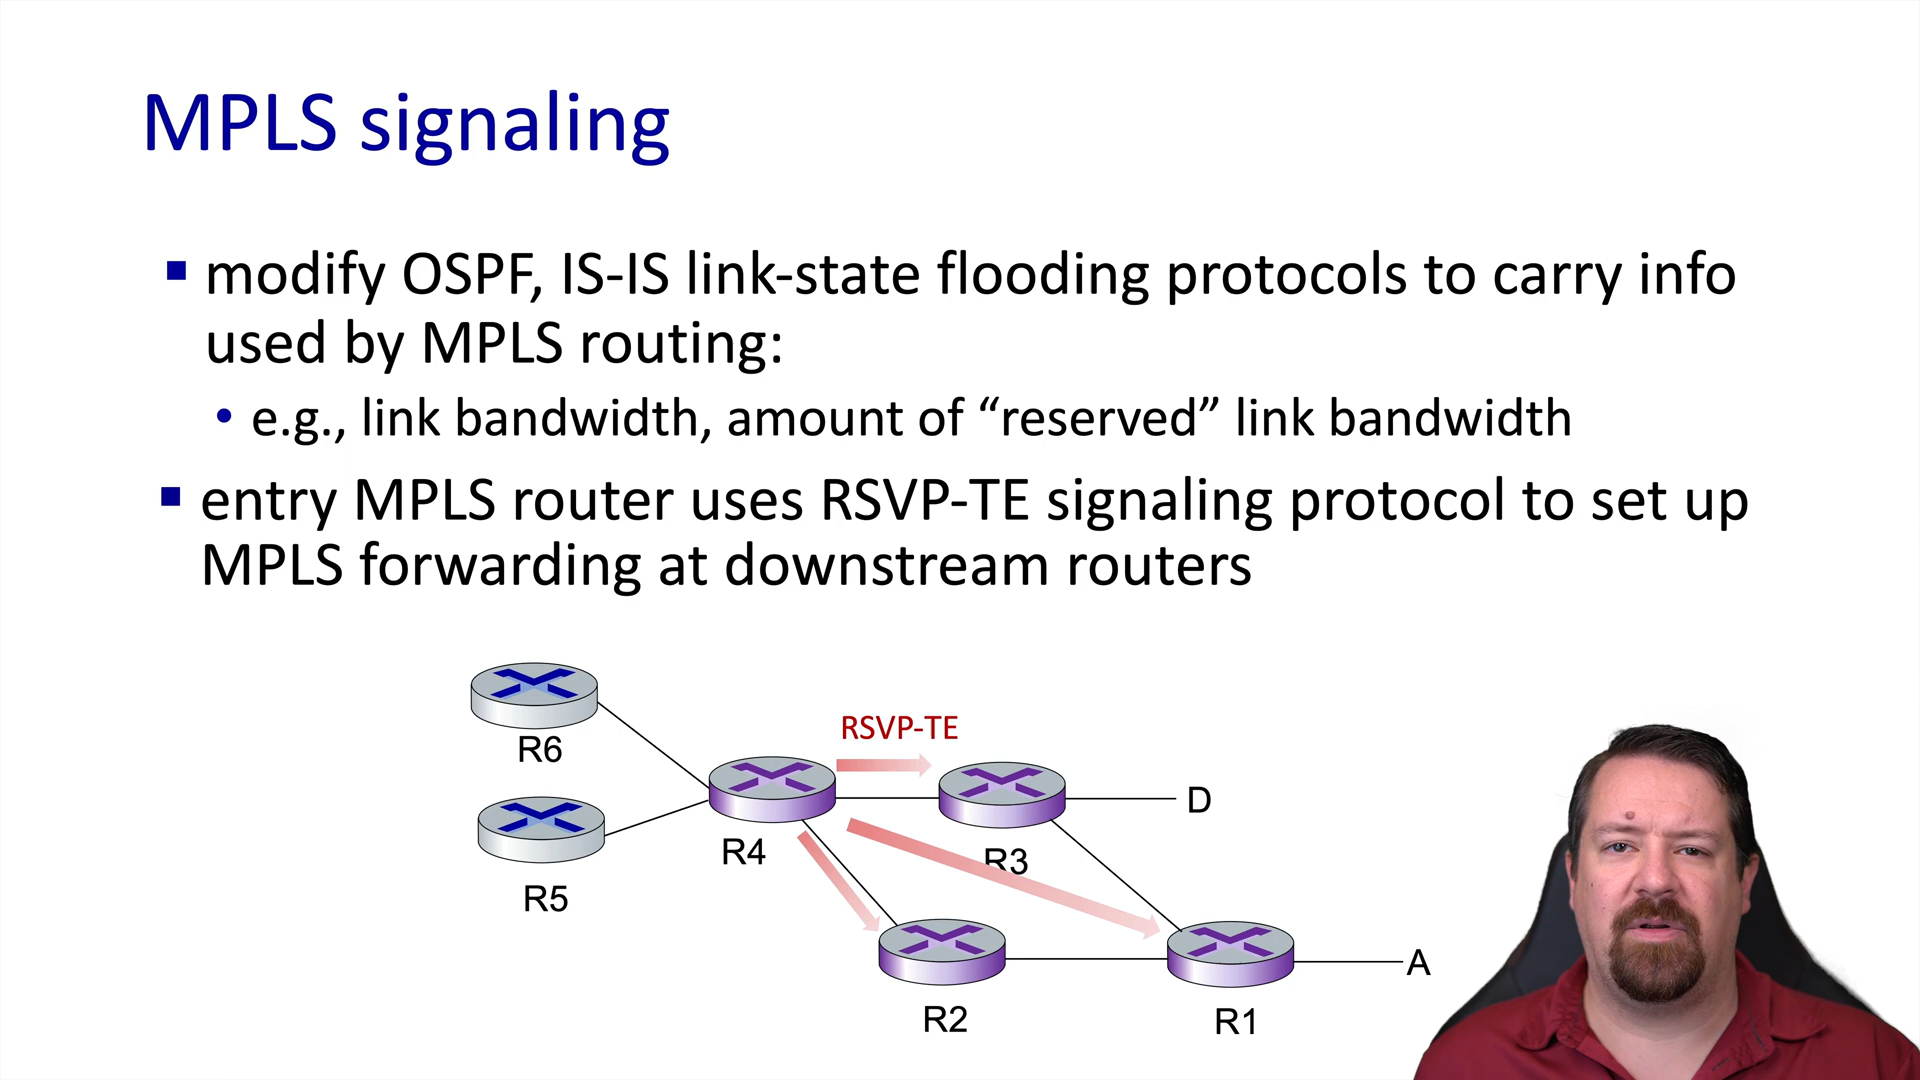 MPLS signaling
modify OSPF, IS-IS link-state flooding protocols to carry info
used by MPLS routing:
e.g., link bandwidth, amount of “reserved” link bandwidth
entry MPLS router uses RSVP-TE signaling protocol to set up
MPLS forwarding at downstream routers
R6
RSVP-TE
D
R4
R3
R5
A
R2
R1